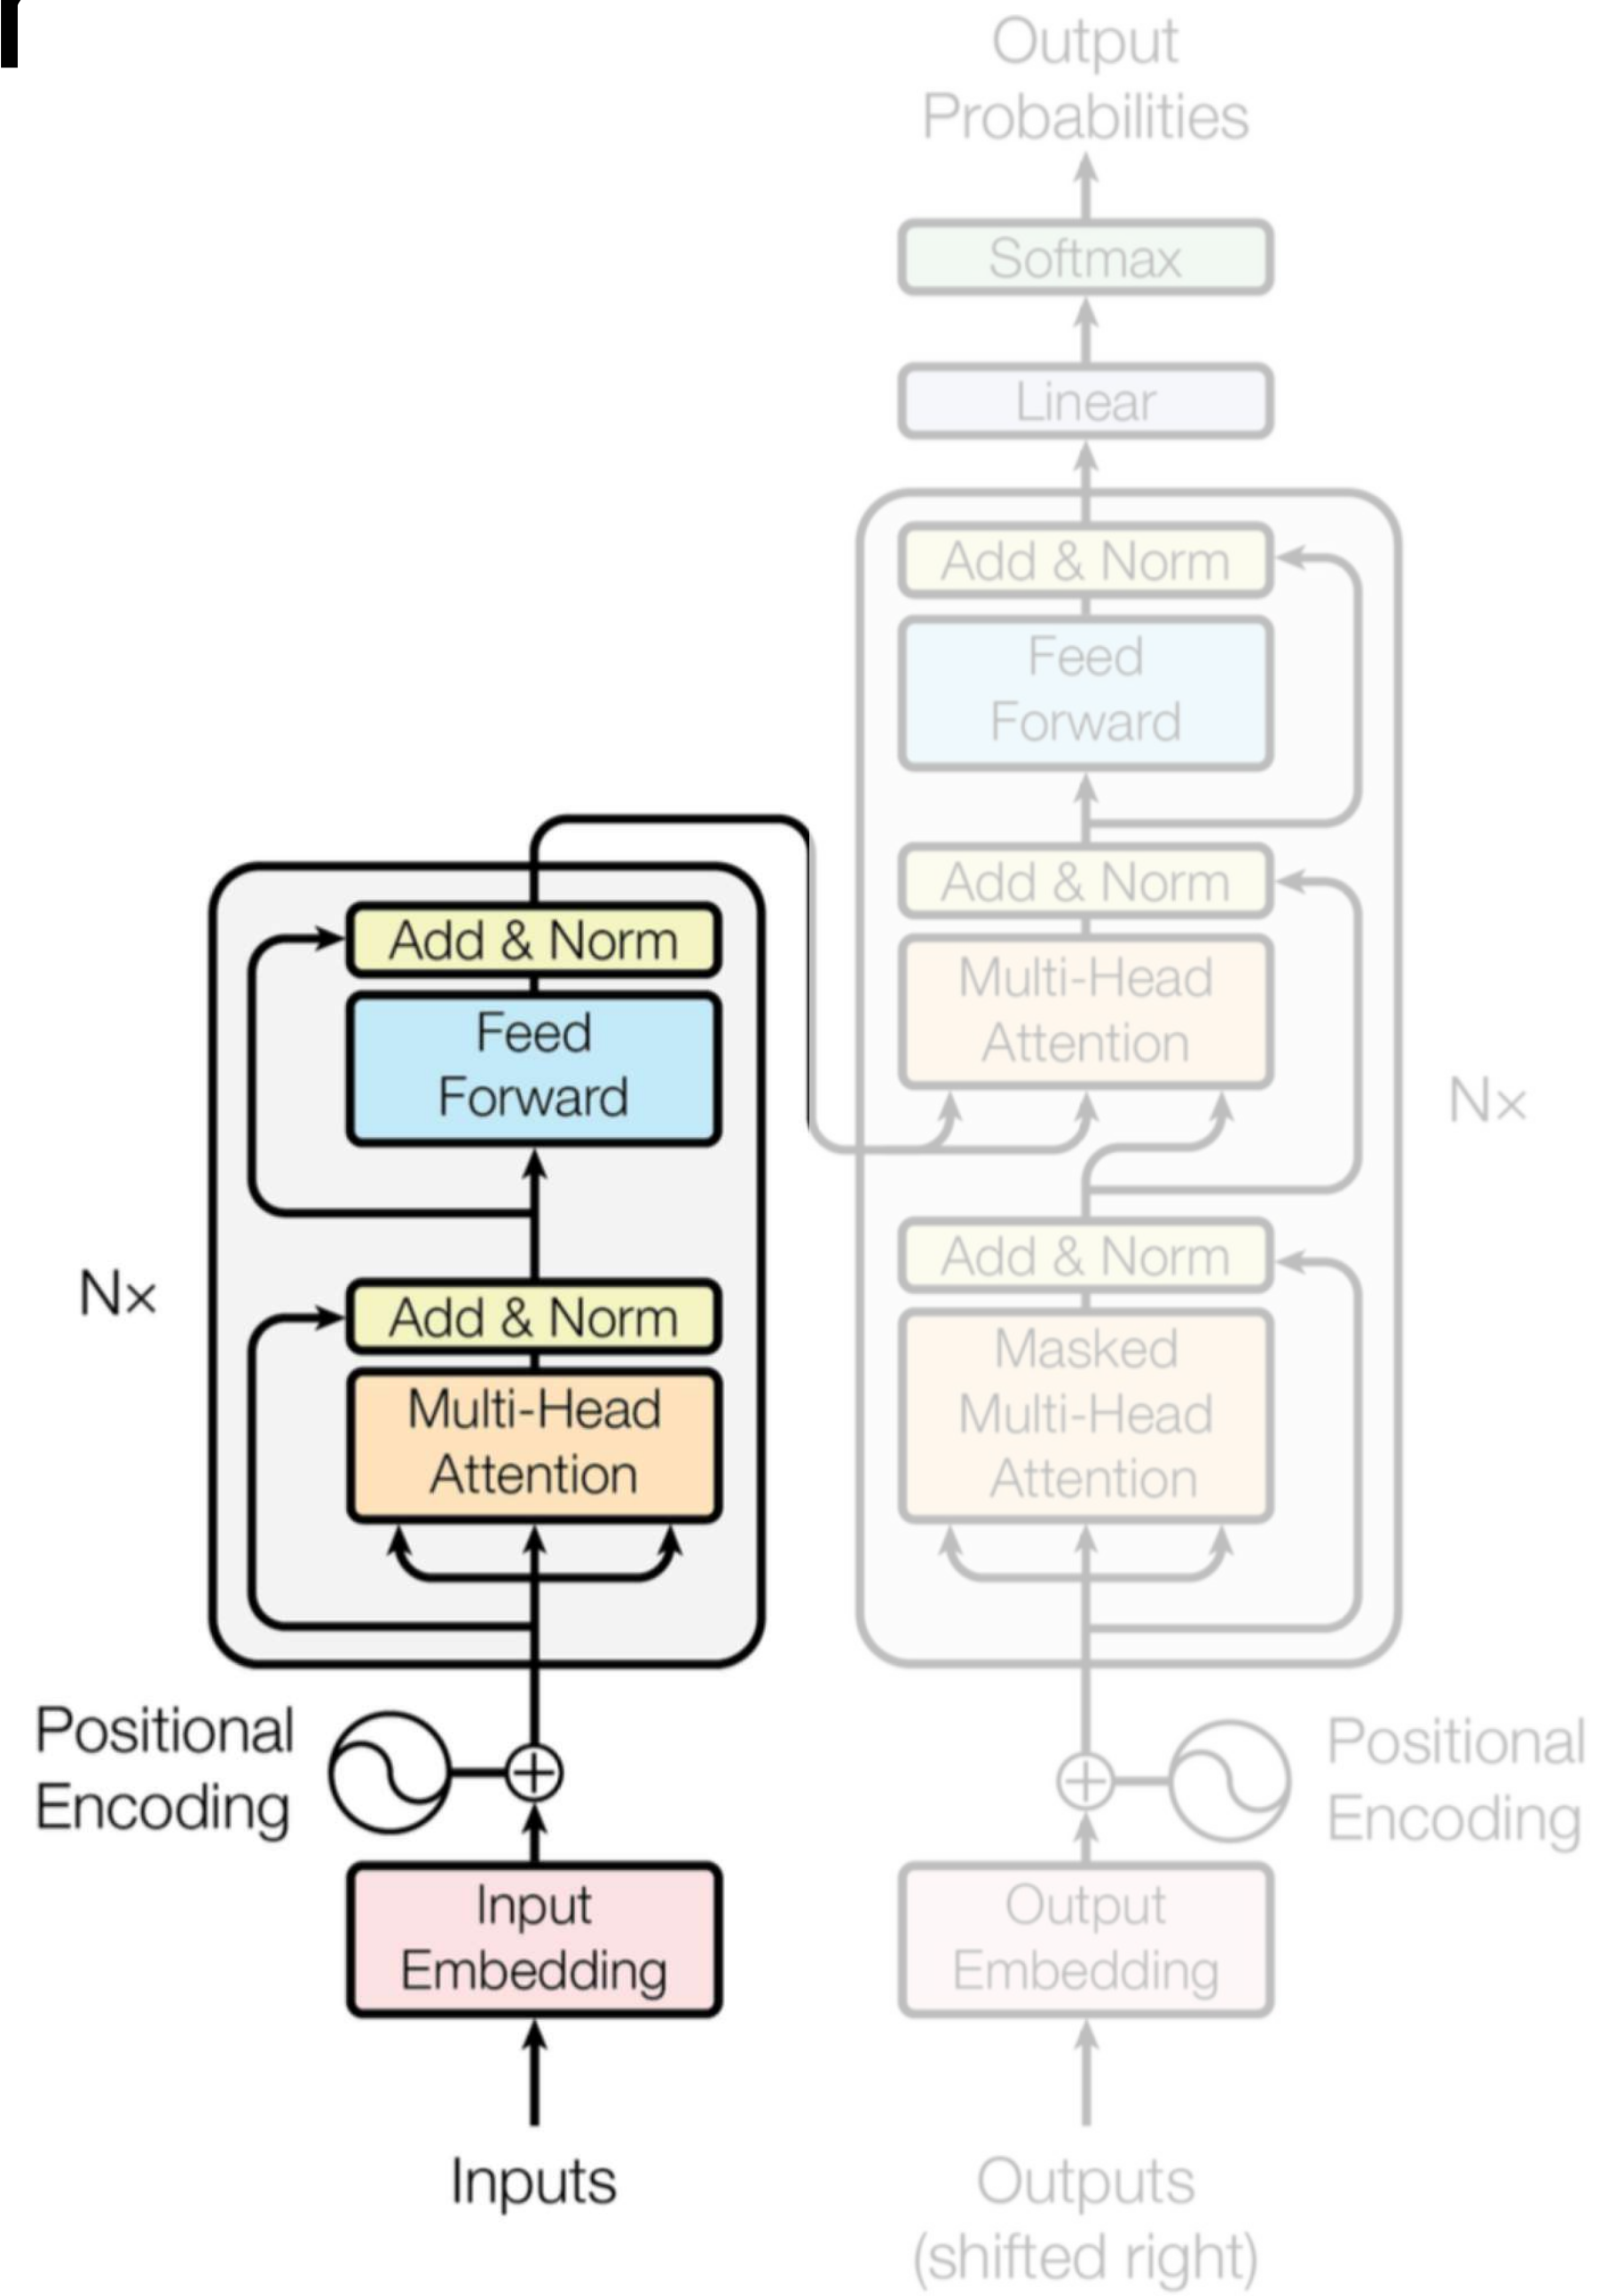 Output
Probabilities
Softmax
Linear
Add & Norm
Feed
Forward
Add & Norm
Multi-Head
Attention
Nx
Add & Norm
Masked
Multi-Head
Attention
Positional
Encoding
Output
Embedding
Outputs
(shifted right)
Add & Norm
Feed
Forward
Nx
Add & Norm
Multi-Head
Attention
Positional
Encoding
Input
Embedding
Inputs